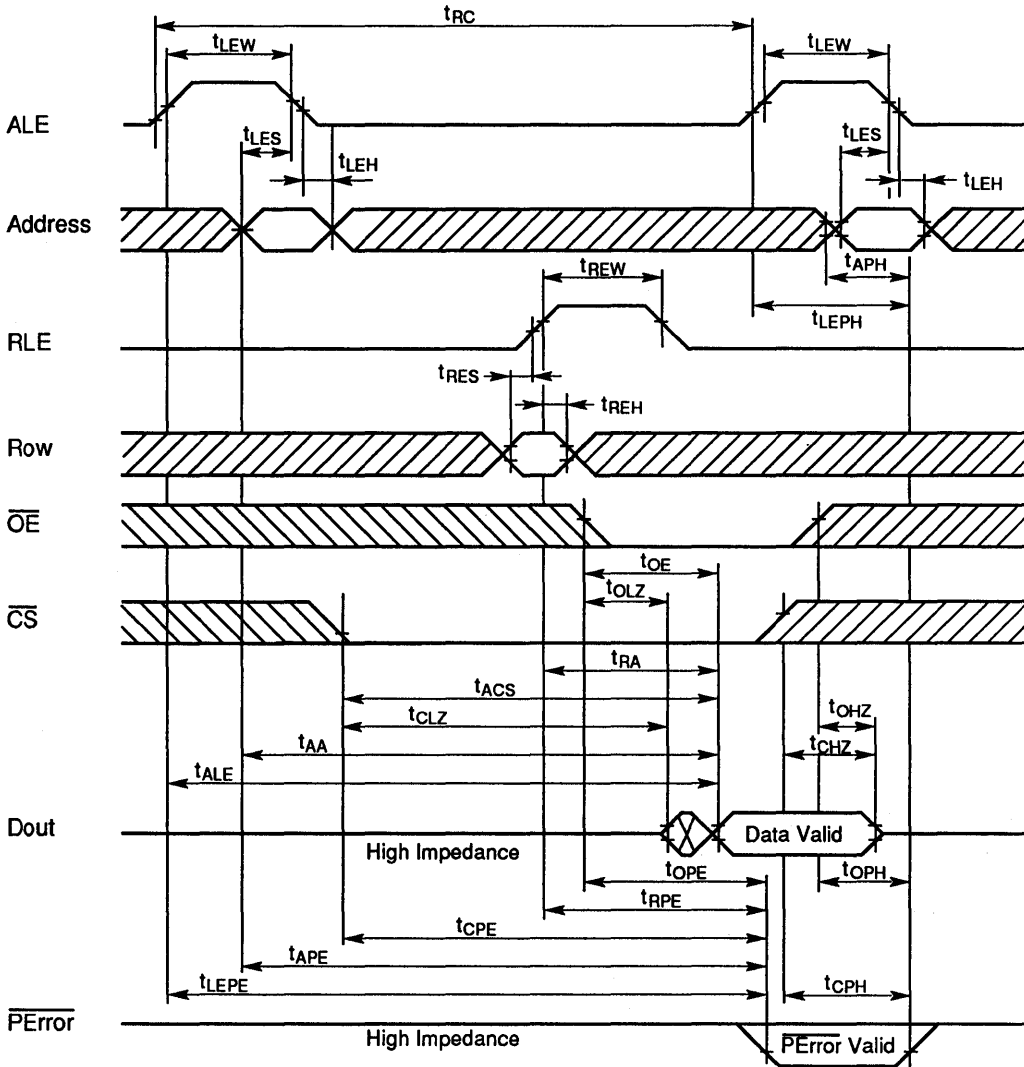 tRC
tLEW tLEW
ALE
tLES tLES
tLEH tLEH
Address
tAPH
tREW
tLEPH
RLE
tRES
tREH
Row
OE
tOE
tOLZ
CS
tRA
tACS
tOHZ
tCLZ
tCHZ
tAA
tALE
Dout
Data Valid
High Impedance
tOPE tOPH
tRPE
tCPE
tAPE
tLEPE tCPH
PError
High Impedance
PError Valid